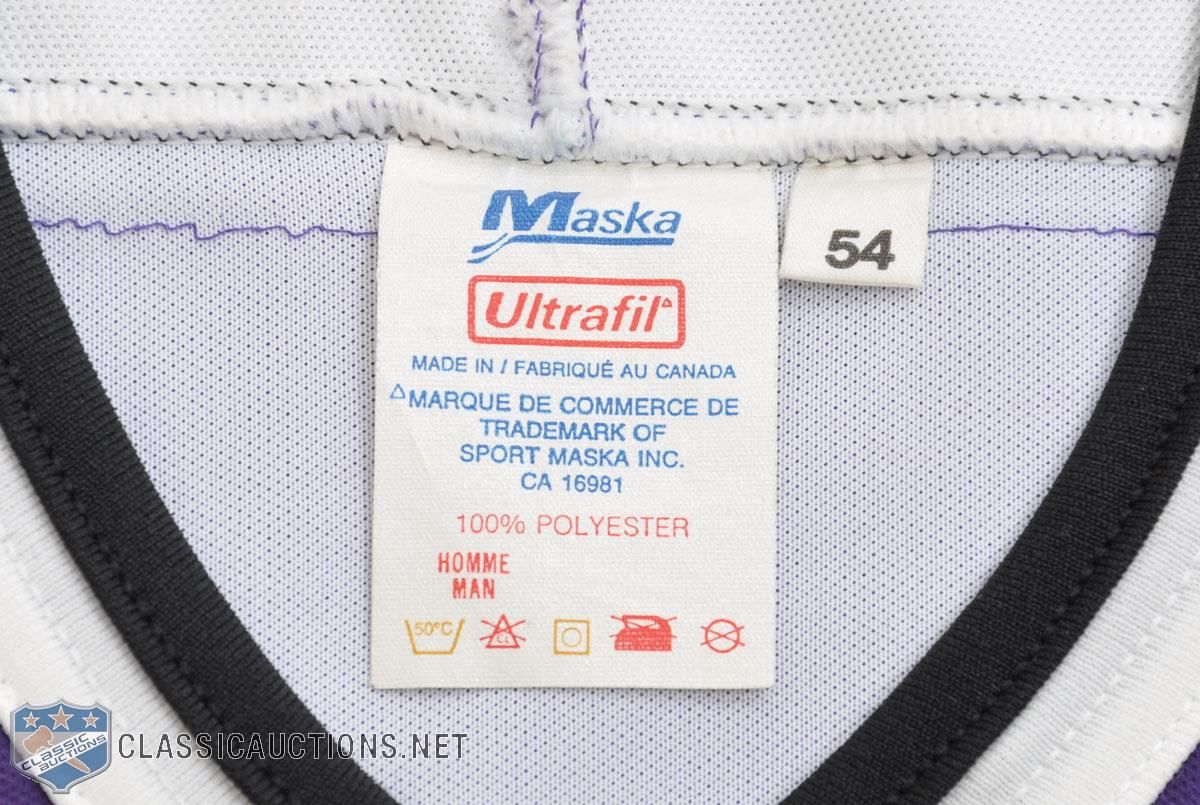 Maska
54
Ultrafil△
MADE IN / FABRIQUÉ AU CANADA
△MARQUE DE COMMERCE DE
TRADEMARK OF
SPORT MASKA INC.
CA 16981
100% POLYESTER
HOMME
MAN
50°C
CL
CLASSIC
AUCTIONS
CLASSICAUCTIONS.NET